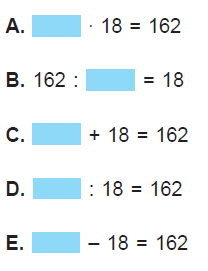 A. · 18 = 162
B. 162 : = 18
C. + 18 = 162
D. : 18 = 162
E. – 18 = 162